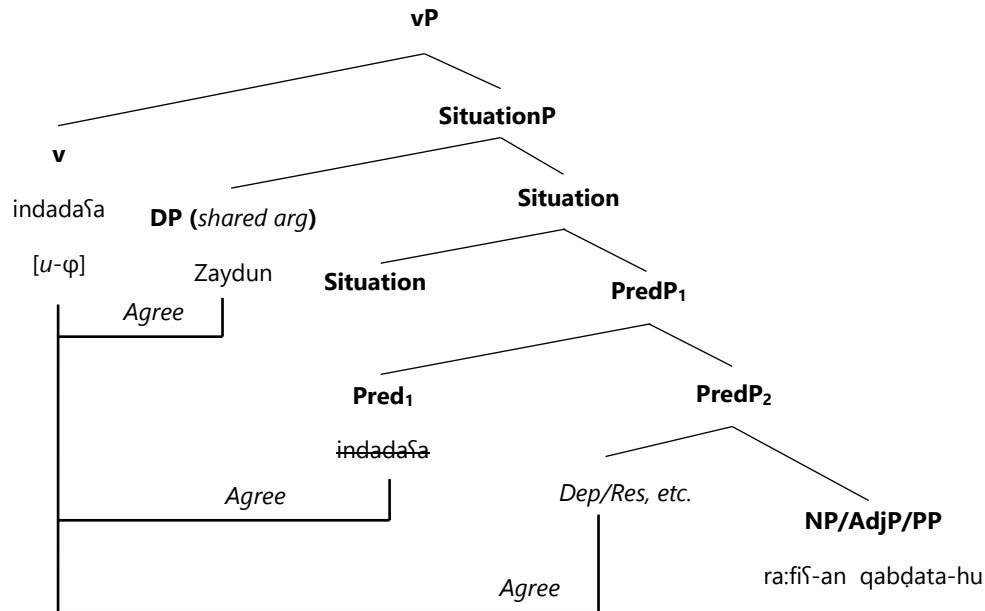 vP
SituationP
v
indadaʕa
DP (shared arg)
Situation
[u-φ]
Zaydun
Situation
PredP₁
Agree
Pred₁
PredP₂
indadaʕa
Agree
Dep/Res, etc.
NP/AdjP/PP
ra:fiʕ-an qabḍata-hu
Agree